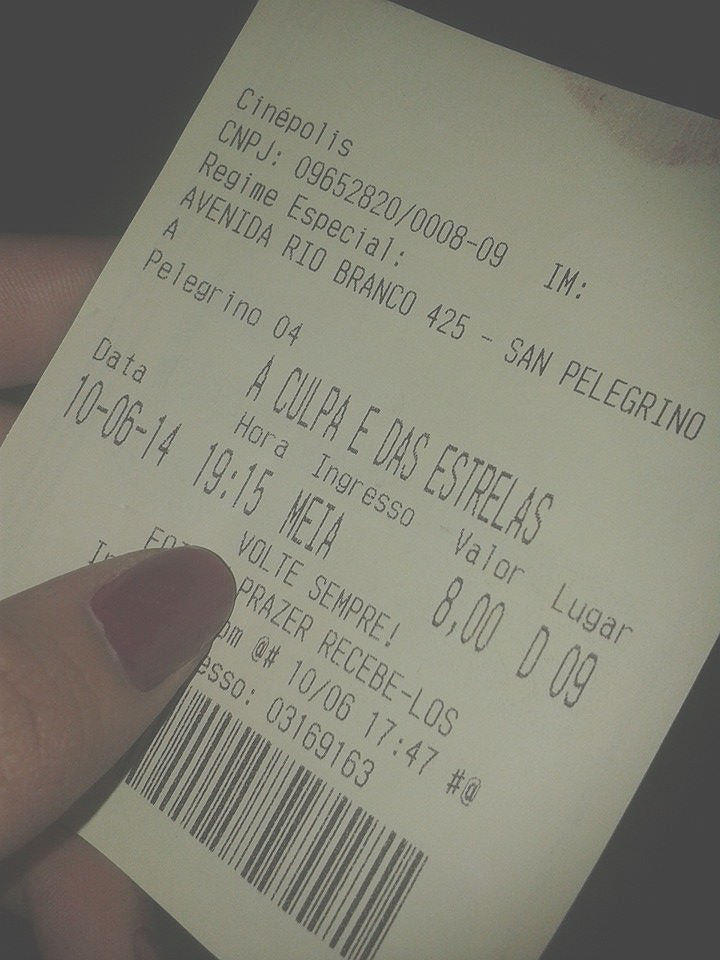 Cinépolis
CNPJ: 09652820/0008-09 IM:
Regime Especial:
AVENIDA RIO BRANCO 425 - SAN PELEGRINO
A
Pelegrino 04
A CULPA E DAS ESTRELAS
Data Hora Ingresso Valor Lugar
10-06-14 19:15 MEIA 8,00 D 09
VOLTE SEMPRE!
PRAZER RECEBE-LOS
@# 10/06 17:47 #@
03169163